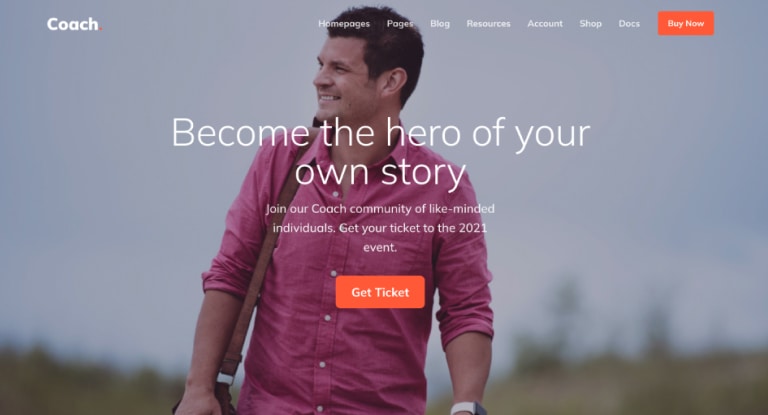 Coach.
Homepages Pages Blog Resources Account Shop Docs Buy Now
Become the hero of your
own story
Join our Coach community of like-minded
individuals. Get your ticket to the 2021
event.
Get Ticket